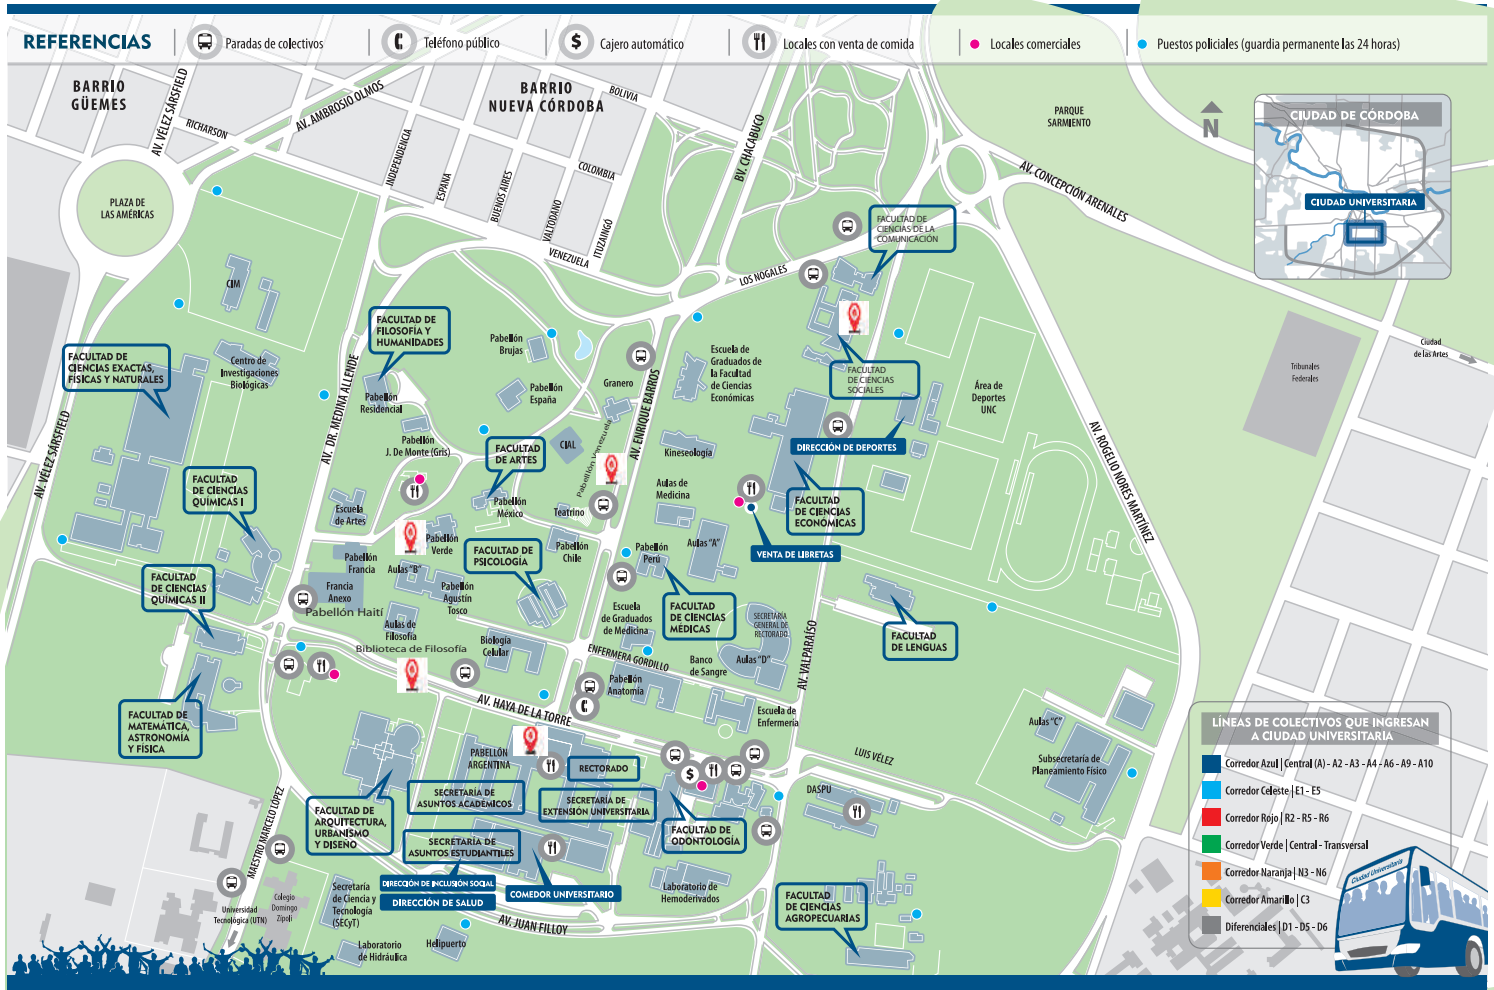 REFERENCIAS
Paradas de colectivos
Teléfono público
$
Cajero automático
Locales con venta de comida
Locales comerciales
Puestos policiales (guardia permanente las 24 horas)
BARRIO
GÜEMES
AV. VÉLEZ SÁRSFIELD
RICHARSON
AV. AMBROSIO OLMOS
BARRIO
NUEVA CÓRDOBA
BOLIVIA
COLOMBIA
INDEPENDENCIA
ESPAÑA
BUENOS AIRES
VALTODANO
ITUZAINGÓ
VENEZUELA
BV. CHACABUCO
PARQUE
SARMIENTO
N
CIUDAD DE CÓRDOBA
CIUDAD UNIVERSITARIA
AV. CONCEPCIÓN ARENALES
PLAZA DE
LAS AMÉRICAS
FACULTAD DE
CIENCIAS DE LA
COMUNICACIÓN
LOS NOGALES
CIM
FACULTAD DE
FILOSOFÍA Y
HUMANIDADES
Pabellón
Brujas
FACULTAD DE
CIENCIAS EXACTAS,
FISICAS Y NATURALES
Centro de
Investigaciones
Biológicas
AV. DR. MEDINA ALLENDE
Pabellón
Residencial
Pabellón
España
Granero
AV. ENRIQUE BARROS
Escuela de
Graduados de
la Facultad
de Ciencias
Económicas
FACULTAD
DE CIENCIAS
SOCIALES
Área de
Deportes
UNC
Tribunales
Federales
Ciudad
de las Artes
AV. VÉLEZ SÁRSFIELD
Pabellón
J. De Monte (Gris)
FACULTAD
DE ARTES
CIAL
Pabellón Venezuela
Kineseología
DIRECCIÓN DE DEPORTES
AV. ROGELIO NORES MARTÍNEZ
FACULTAD
DE CIENCIAS
QUÍMICAS I
Escuela
de Artes
Pabellón
México
Teatrino
Aulas de
Medicina
FACULTAD
DE CIENCIAS
ECONÓMICAS
Pabellón
Verde
Pabellón
Francia
Aulas "B"
FACULTAD DE
PSICOLOGÍA
Pabellón
Chile
Pabellón
Perú
Aulas "A"
VENTA DE LIBRETAS
FACULTAD
DE CIENCIAS
QUÍMICAS II
Francia
Anexo
Pabellón Haití
Pabellón
Agustín
Tosco
Aulas de
Filosofía
Biblioteca de Filosofía
Biología
Celular
Escuela
de Graduados
de Medicina
FACULTAD
DE CIENCIAS
MÉDICAS
SECRETARÍA
GENERAL DE
RECTORADO
ENFERMERA GORDILLO
Banco
de Sangre
Aulas "D"
AV. VALPARAÍSO
FACULTAD
DE LENGUAS
Pabellón
Anatomía
AV. HAYA DE LA TORRE
Escuela de
Enfermería
FACULTAD DE
MATEMÁTICA,
ASTRONOMÍA
Y FÍSICA
PABELLÓN
ARGENTINA
RECTORADO
$
LUIS VÉLEZ
Aulas "C"
Subsecretaría de
Planeamiento Físico
DASPU
SECRETARÍA DE
ASUNTOS ACADÉMICOS
SECRETARÍA DE
EXTENSIÓN UNIVERSITARIA
FACULTAD DE
ARQUITECTURA,
URBANISMO
Y DISEÑO
SECRETARÍA DE
ASUNTOS ESTUDIANTILES
FACULTAD DE
ODONTOLOGÍA
MAESTRO MARCELO LÓPEZ
DIRECCIÓN DE INCLUSIÓN SOCIAL
DIRECCIÓN DE SALUD
COMEDOR UNIVERSITARIO
Laboratorio de
Hemoderivados
FACULTAD
DE CIENCIAS
AGROPECUARIAS
Universidad
Tecnológica (UTN)
Colegio
Domingo
Zípoli
Secretaría
de Ciencia y
Tecnología
(SECyT)
Laboratorio
de Hidráulica
Helipuerto
AV. JUAN FILLOY
LÍNEAS DE COLECTIVOS QUE INGRESAN
A CIUDAD UNIVERSITARIA
Corredor Azul | Central (A) - A2 - A3 - A4 - A6 - A9 - A10
Corredor Celeste | E1 - E5
Corredor Rojo | R2 - R5 - R6
Corredor Verde | Central - Transversal
Corredor Naranja | N3 - N6
Corredor Amarillo | C3
Diferenciales | D1 - D5 - D6
Ciudad Universitaria